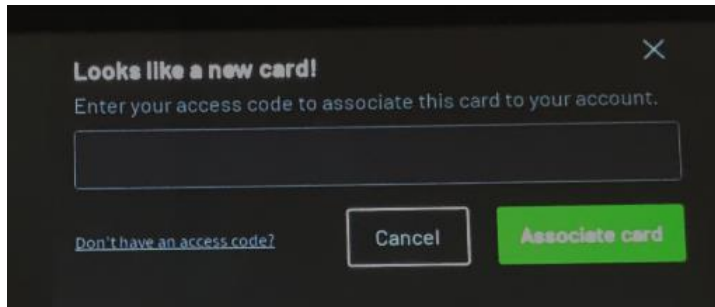 Looks like a new card!
Enter your access code to associate this card to your account.
Don't have an access code?
Cancel
Associate card